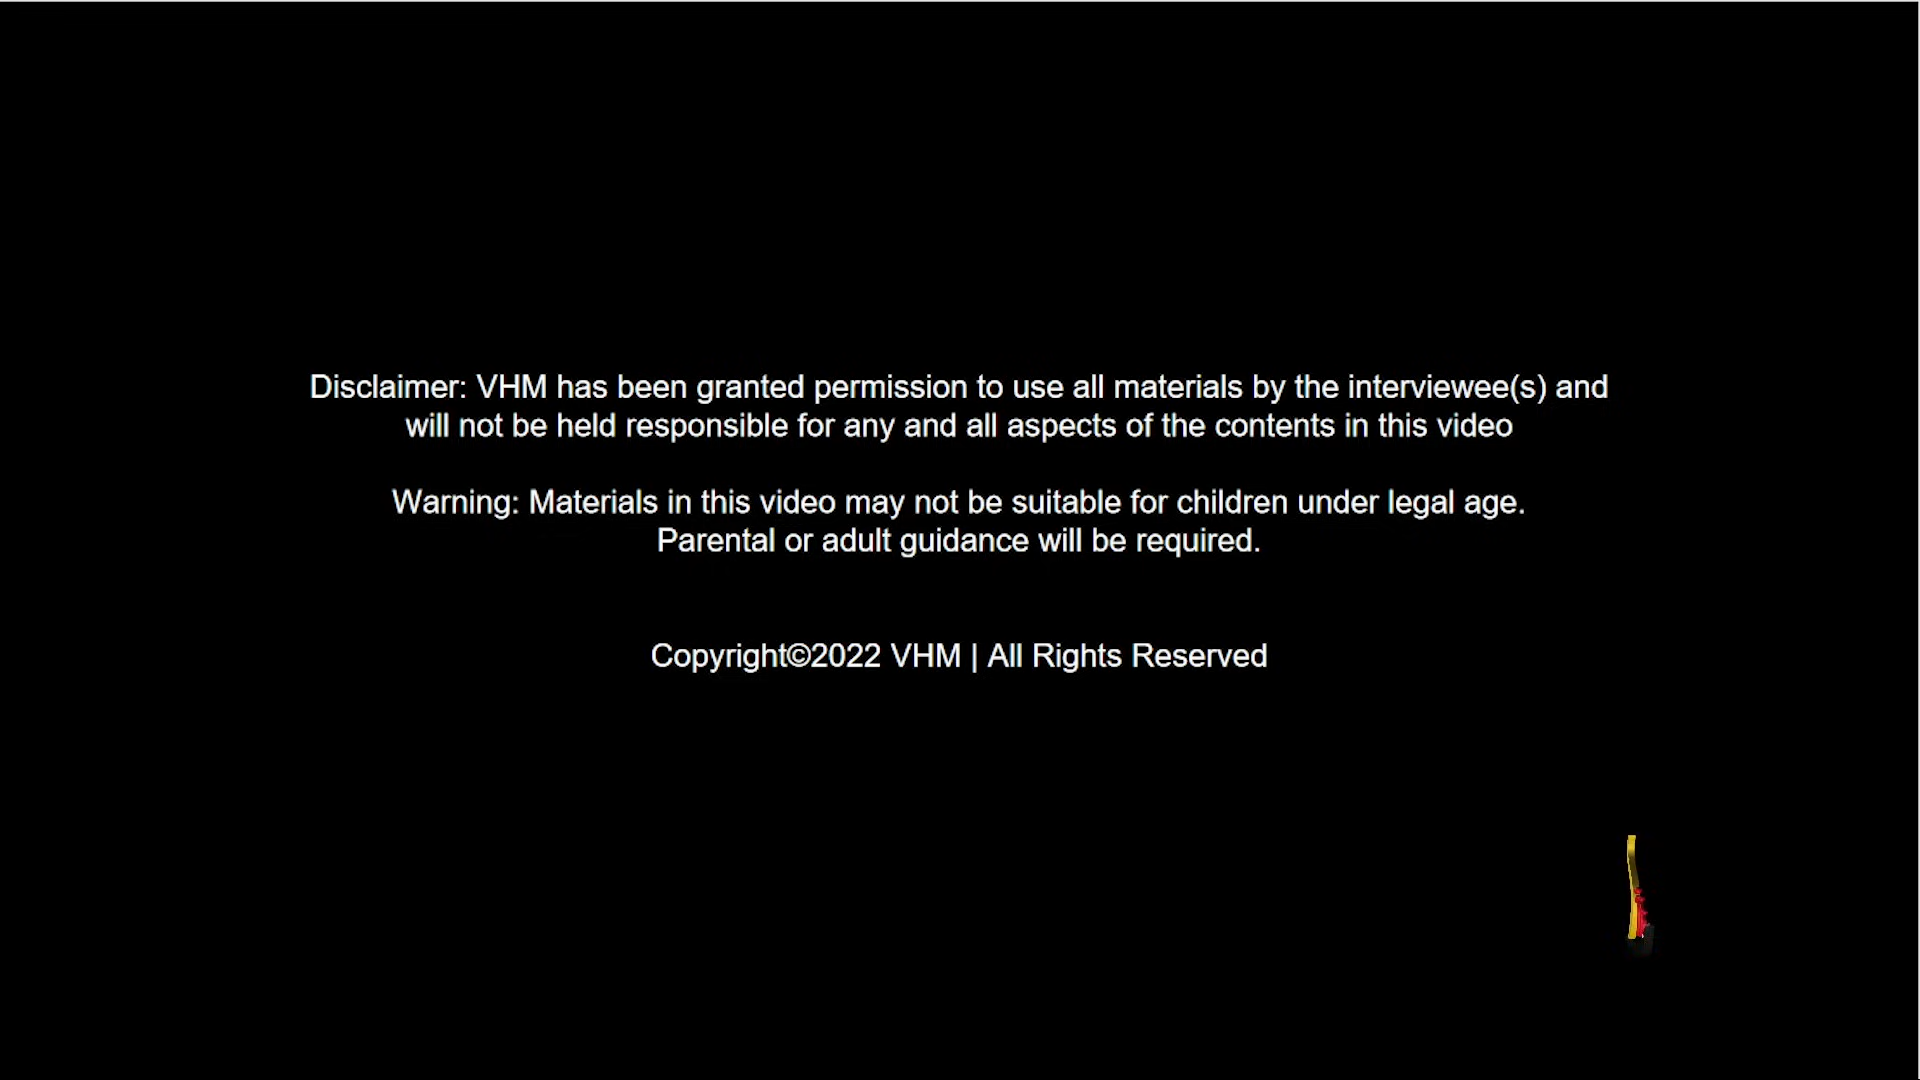 Disclaimer: VHM has been granted permission to use all materials by the interviewee(s) and
will not be held responsible for any and all aspects of the contents in this video
Warning: Materials in this video may not be suitable for children under legal age.
Parental or adult guidance will be required.
Copyright©2022 VHM | All Rights Reserved